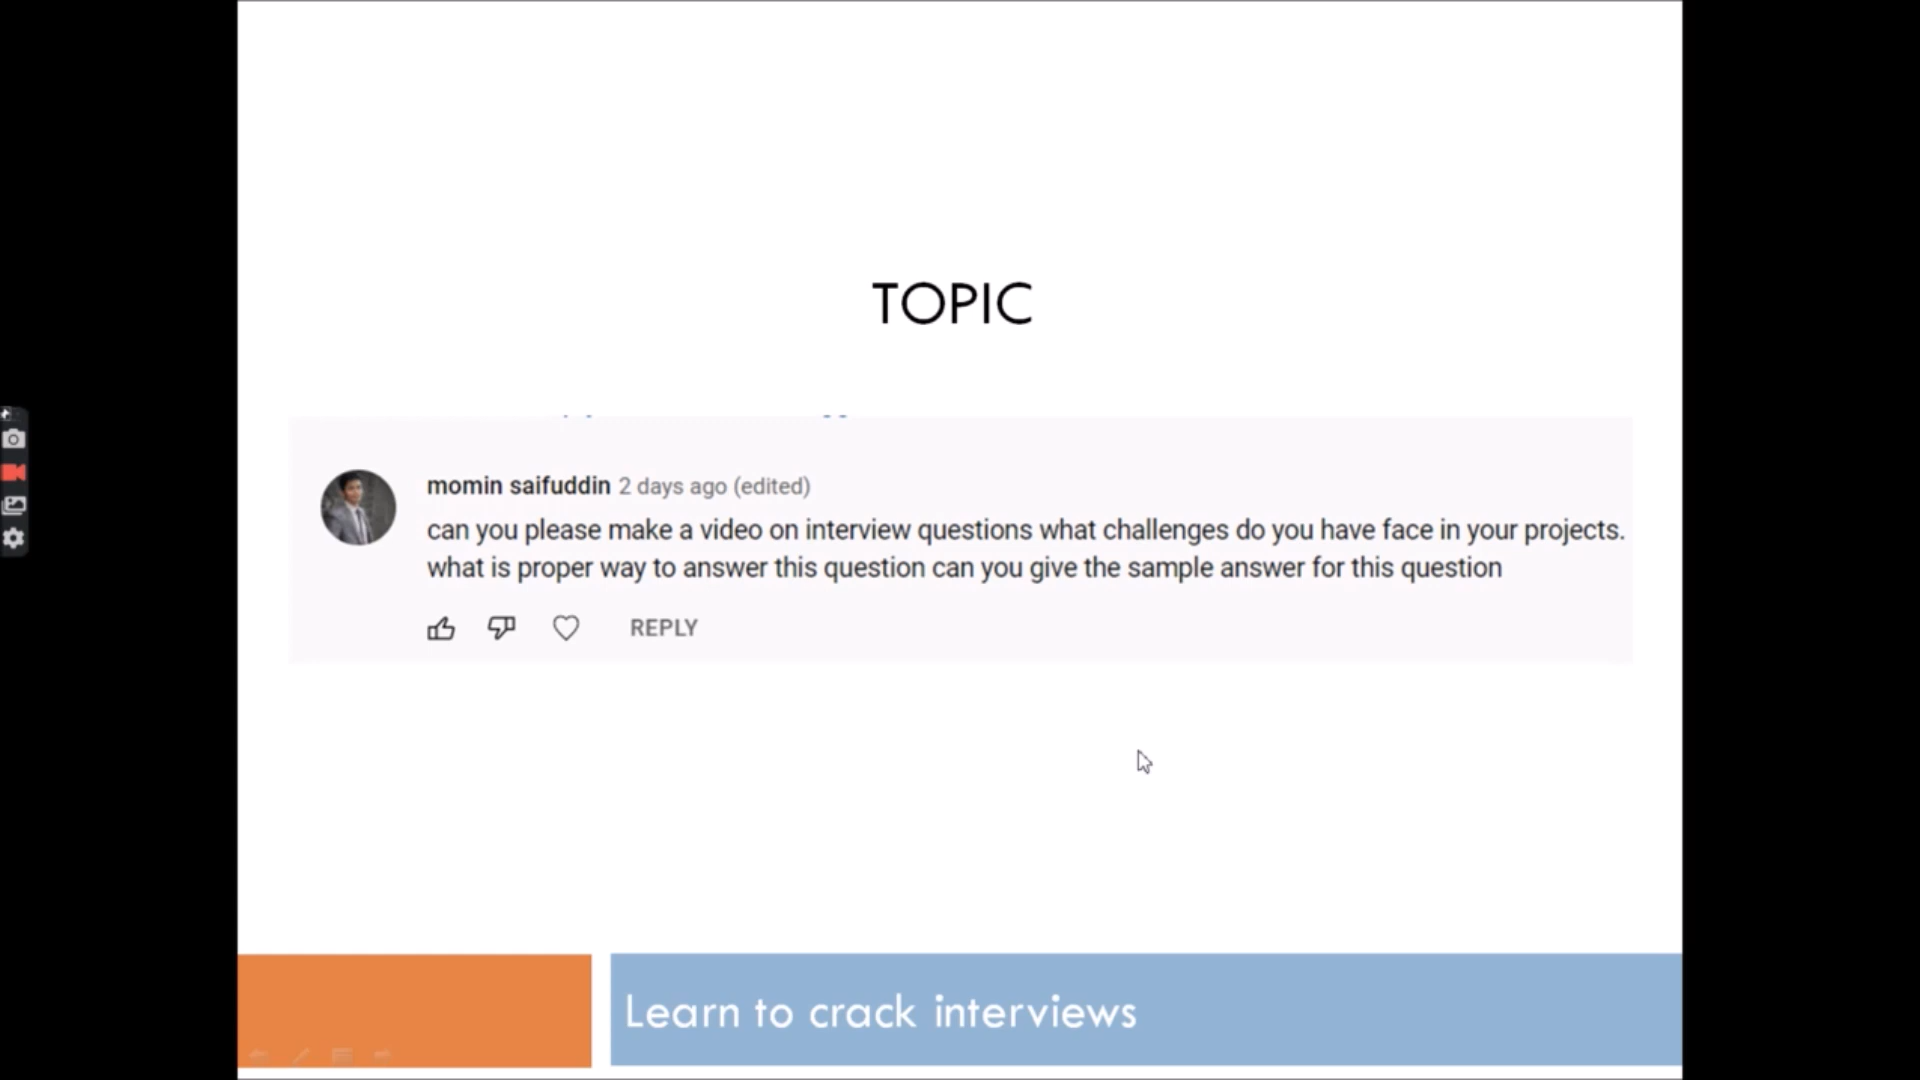 TOPIC
momin saifuddin 2 days ago (edited)
can you please make a video on interview questions what challenges do you have face in your projects.
what is proper way to answer this question can you give the sample answer for this question
REPLY
Learn to crack interviews